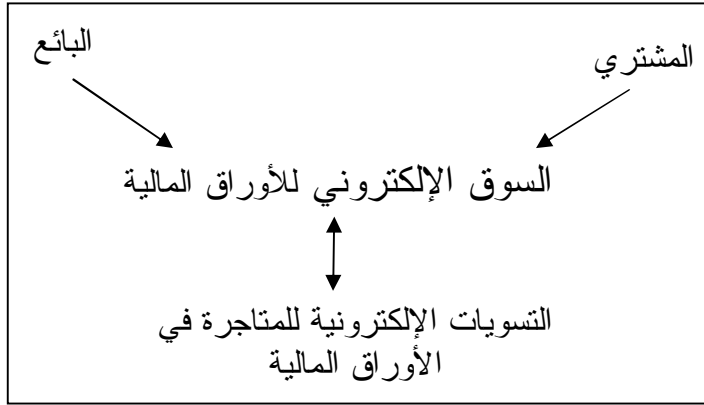 المشتري
البائع
السوق الإلكتروني للأوراق المالية
التسويات الإلكترونية للمتاجرة في
الأوراق المالية